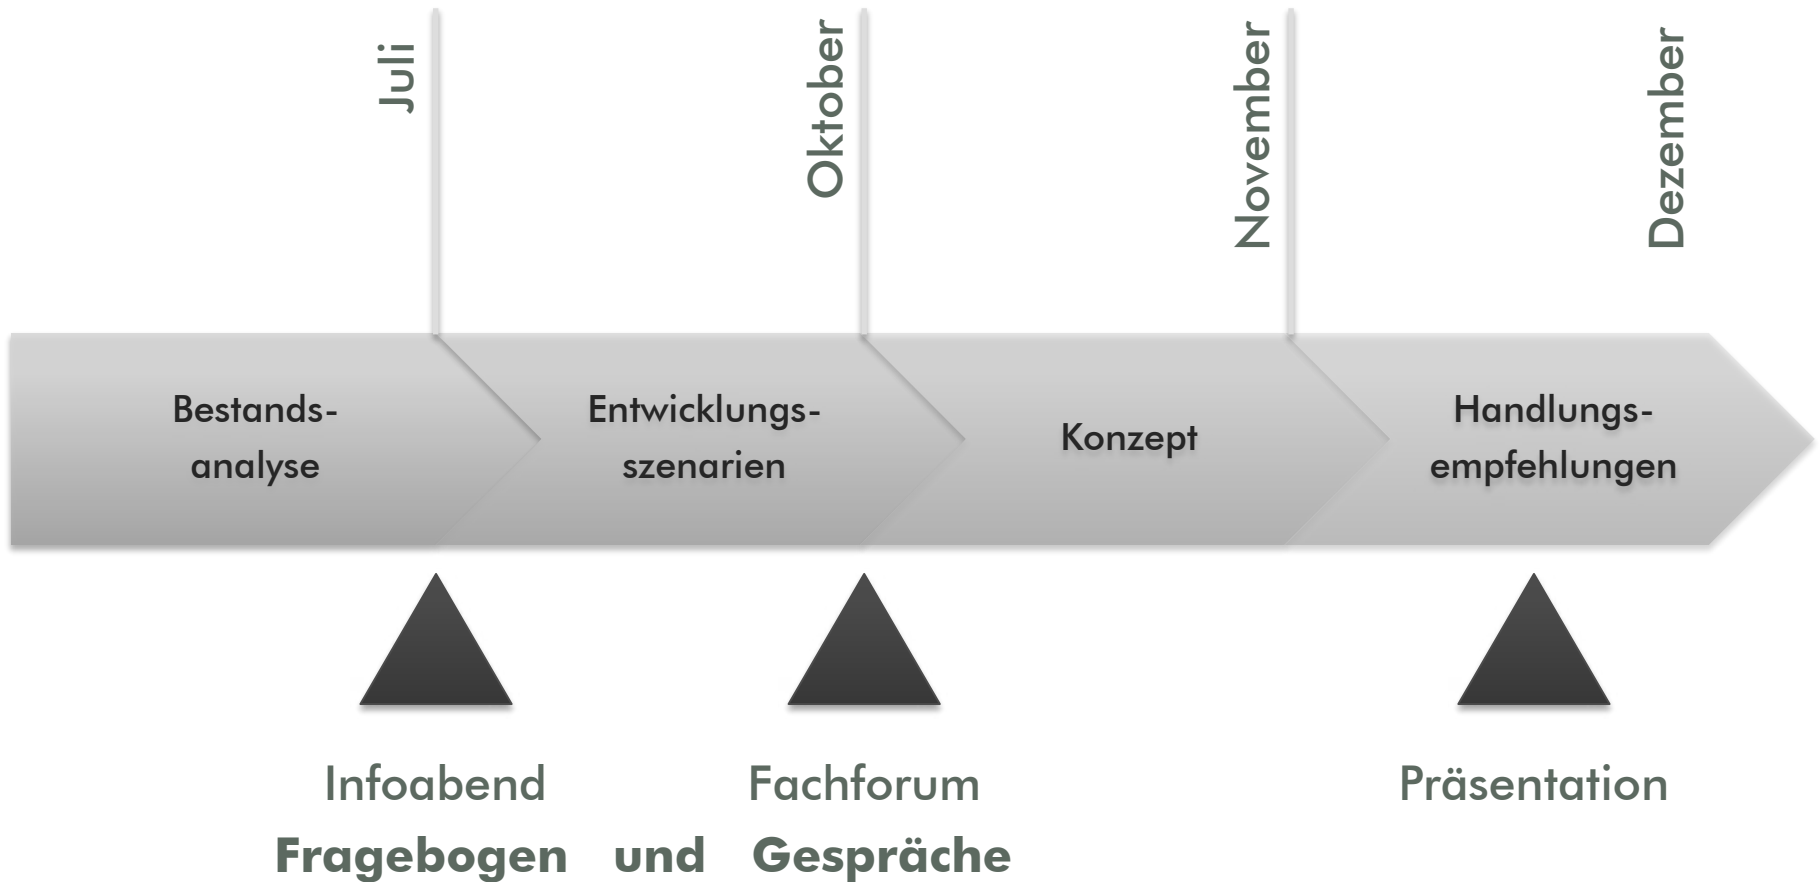 Juli
Oktober
November
Dezember
Bestands-
analyse
Entwicklungs-
szenarien
Konzept
Handlungs-
empfehlungen
Infoabend
Fachforum
Präsentation
Fragebogen und Gespräche